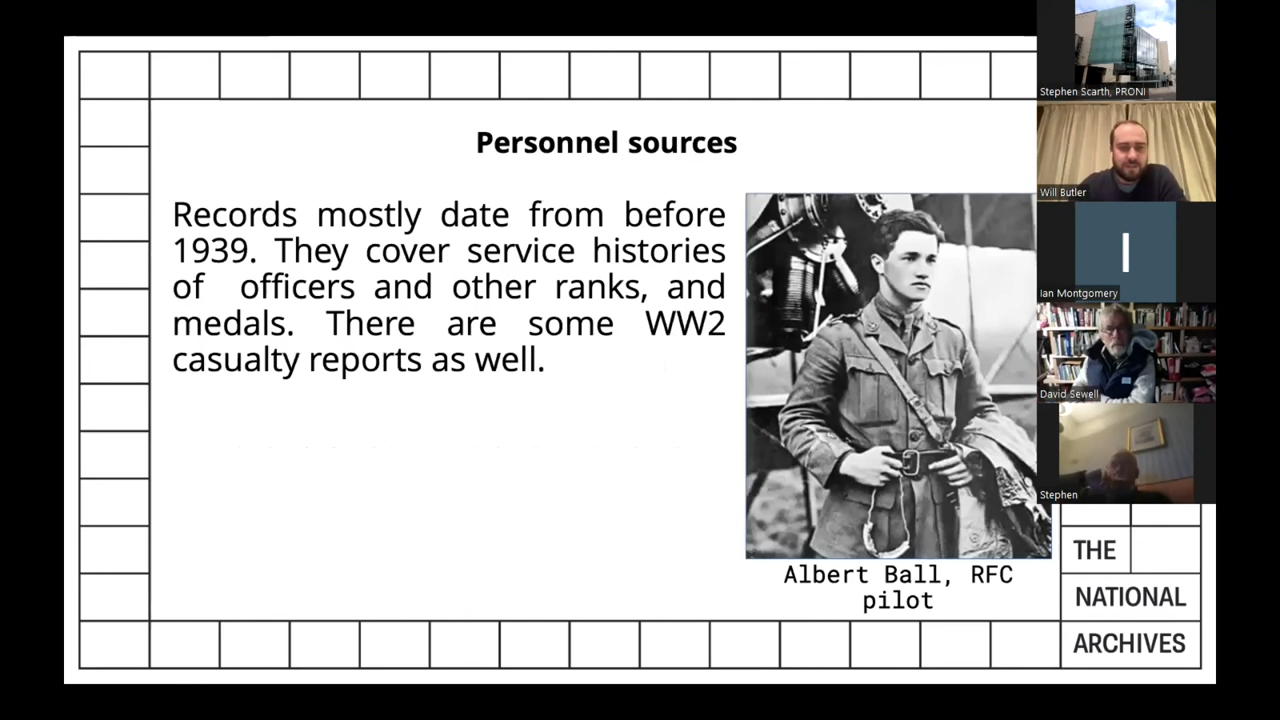 Personnel sources
Records mostly date from before
1939. They cover service histories
of officers and other ranks, and
medals. There are some WW2
casualty reports as well.
Albert Ball, RFC
pilot
Stephen Scarth, PRONI
Will Butler
I
Ian Montgomery
David Sewell
Stephen
THE
NATIONAL
ARCHIVES